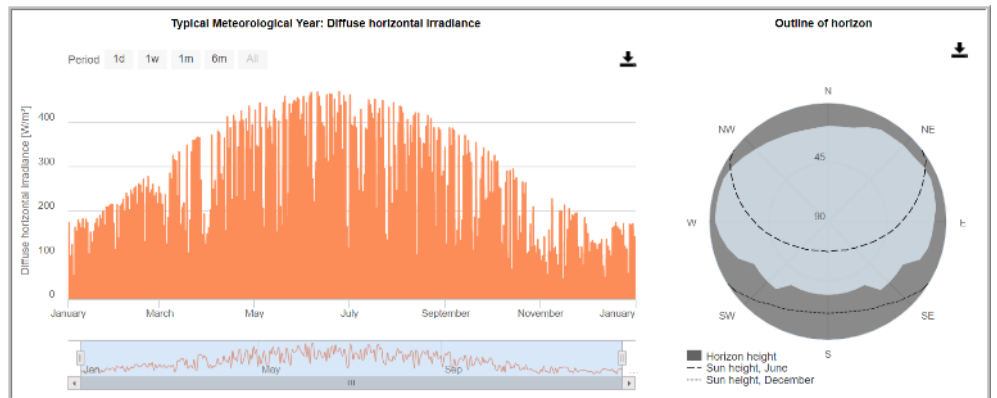 Typical Meteorological Year: Diffuse horizontal irradiance
Period 1d 1w 1m 6m All
Diffuse horizontal irradiance [W/m²]
400
300
200
100
0
January March May July September November January
Jan May Sep
Outline of horizon
N
NW NE
45
W 90 E
SW SE
S
Horizon height
Sun height, June
Sun height, December